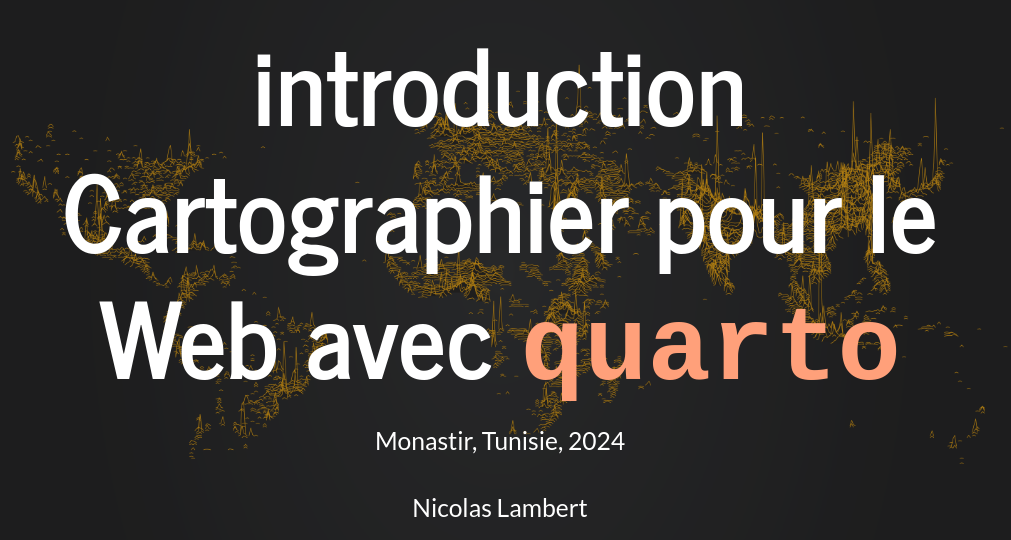 introduction
Cartographier pour le
Web avec quarto
Monastir, Tunisie, 2024
Nicolas Lambert